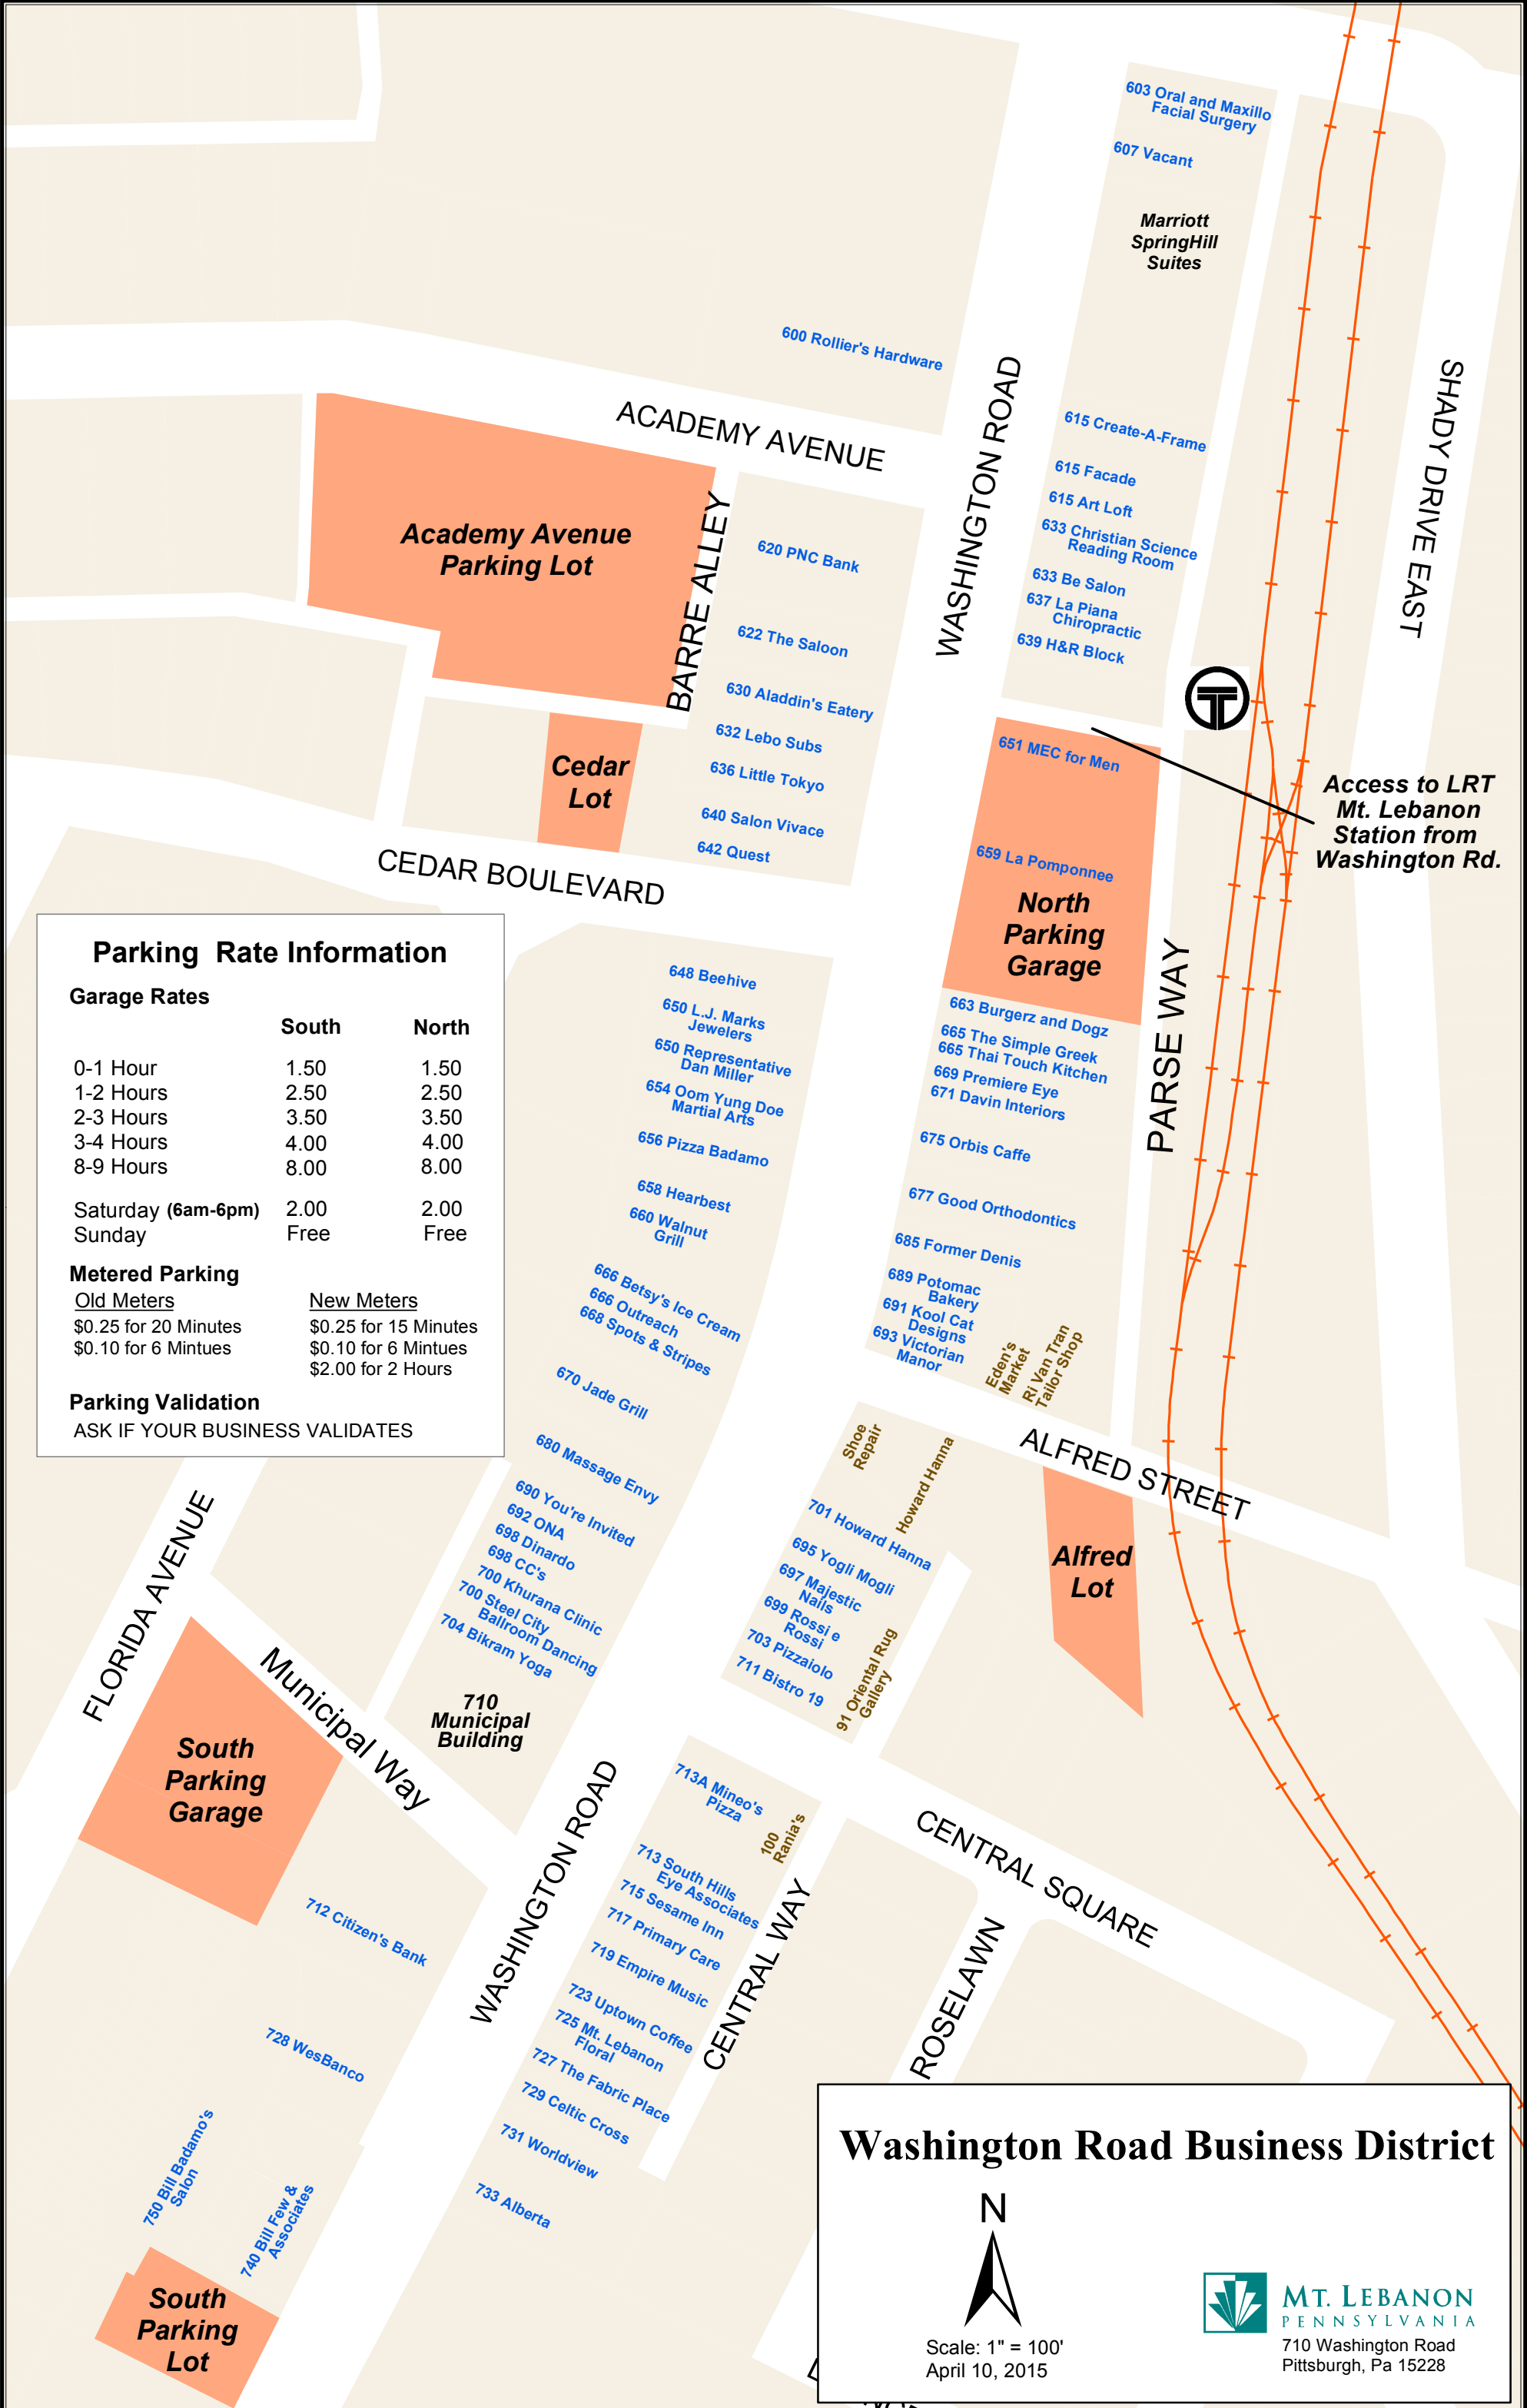 603 Oral and Maxillo
Facial Surgery
607 Vacant
Marriott
SpringHill
Suites
600 Rollier's Hardware
ACADEMY AVENUE
WASHINGTON ROAD
SHADY DRIVE EAST
615 Create-A-Frame
615 Facade
615 Art Loft
633 Christian Science
Reading Room
633 Be Salon
637 La Piana
Chiropractic
639 H&R Block
Academy Avenue
Parking Lot
BARRE ALLEY
620 PNC Bank
622 The Saloon
630 Aladdin's Eatery
632 Lebo Subs
636 Little Tokyo
640 Salon Vivace
642 Quest
Cedar
Lot
CEDAR BOULEVARD
T
651 MEC for Men
659 La Pomponnee
North
Parking
Garage
Access to LRT
Mt. Lebanon
Station from
Washington Rd.
PARSE WAY
Parking Rate Information
Garage Rates
South North
0-1 Hour 1.50 1.50
1-2 Hours 2.50 2.50
2-3 Hours 3.50 3.50
3-4 Hours 4.00 4.00
8-9 Hours 8.00 8.00
Saturday (6am-6pm) 2.00 2.00
Sunday Free Free
Metered Parking
Old Meters New Meters
$0.25 for 20 Minutes $0.25 for 15 Minutes
$0.10 for 6 Mintues $0.10 for 6 Mintues
$2.00 for 2 Hours
Parking Validation
ASK IF YOUR BUSINESS VALIDATES
648 Beehive
650 L.J. Marks
Jewelers
650 Representative
Dan Miller
654 Oom Yung Doe
Martial Arts
656 Pizza Badamo
658 Hearbest
660 Walnut
Grill
666 Betsy's Ice Cream
666 Outreach
668 Spots & Stripes
670 Jade Grill
680 Massage Envy
690 You're Invited
692 ONA
698 Dinardo
698 CC's
700 Khurana Clinic
700 Steel City
Ballroom Dancing
704 Bikram Yoga
710
Municipal
Building
663 Burgerz and Dogz
665 The Simple Greek
665 Thai Touch Kitchen
669 Premiere Eye
671 Davin Interiors
675 Orbis Caffe
677 Good Orthodontics
685 Former Denis
689 Potomac
Bakery
691 Kool Cat
Designs
693 Victorian
Manor
Eden's
Market
Ri Van Tran
Tailor Shop
ALFRED STREET
Shoe
Repair
Howard Hanna
701 Howard Hanna
695 Yogli Mogli
697 Majestic
Nails
699 Rossi e
Rossi
703 Pizzaiolo
711 Bistro 19
91 Oriental Rug
Gallery
Alfred
Lot
FLORIDA AVENUE
Municipal Way
South
Parking
Garage
WASHINGTON ROAD
713A Mineo's
Pizza
100
Rania's
713 South Hills
Eye Associates
715 Sesame Inn
717 Primary Care
719 Empire Music
723 Uptown Coffee
725 Mt. Lebanon
Floral
727 The Fabric Place
729 Celtic Cross
731 Worldview
733 Alberta
CENTRAL WAY
CENTRAL SQUARE
ROSELAWN
712 Citizen's Bank
728 WesBanco
750 Bill Badamo's
Salon
740 Bill Few &
Associates
South
Parking
Lot
Washington Road Business District
N
Scale: 1" = 100'
April 10, 2015
MT. LEBANON
PENNSYLVANIA
710 Washington Road
Pittsburgh, Pa 15228